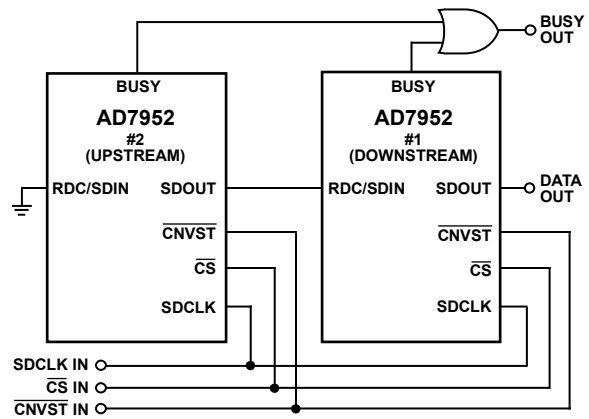 BUSY
OUT
BUSY
AD7952
#2
(UPSTREAM)
RDC/SDIN SDOUT
CNVST
CS
SDCLK
BUSY
AD7952
#1
(DOWNSTREAM)
RDC/SDIN SDOUT
CNVST
CS
SDCLK
DATA
OUT
SDCLK IN
CS IN
CNVST IN